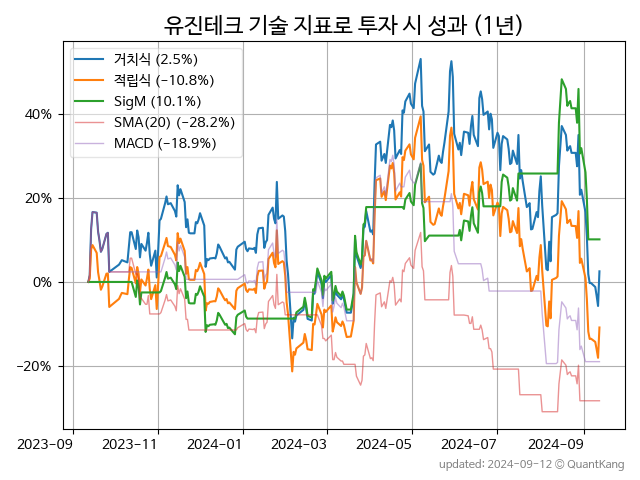 유진테크 기술 지표로 투자 시 성과 (1년)
거치식 (2.5%)
적립식 (−10.8%)
SigM (10.1%)
SMA(20) (−28.2%)
MACD (−18.9%)
40%
20%
0%
−20%
2023-09 2023-11 2024-01 2024-03 2024-05 2024-07 2024-09
updated: 2024-09-12 © QuantKang